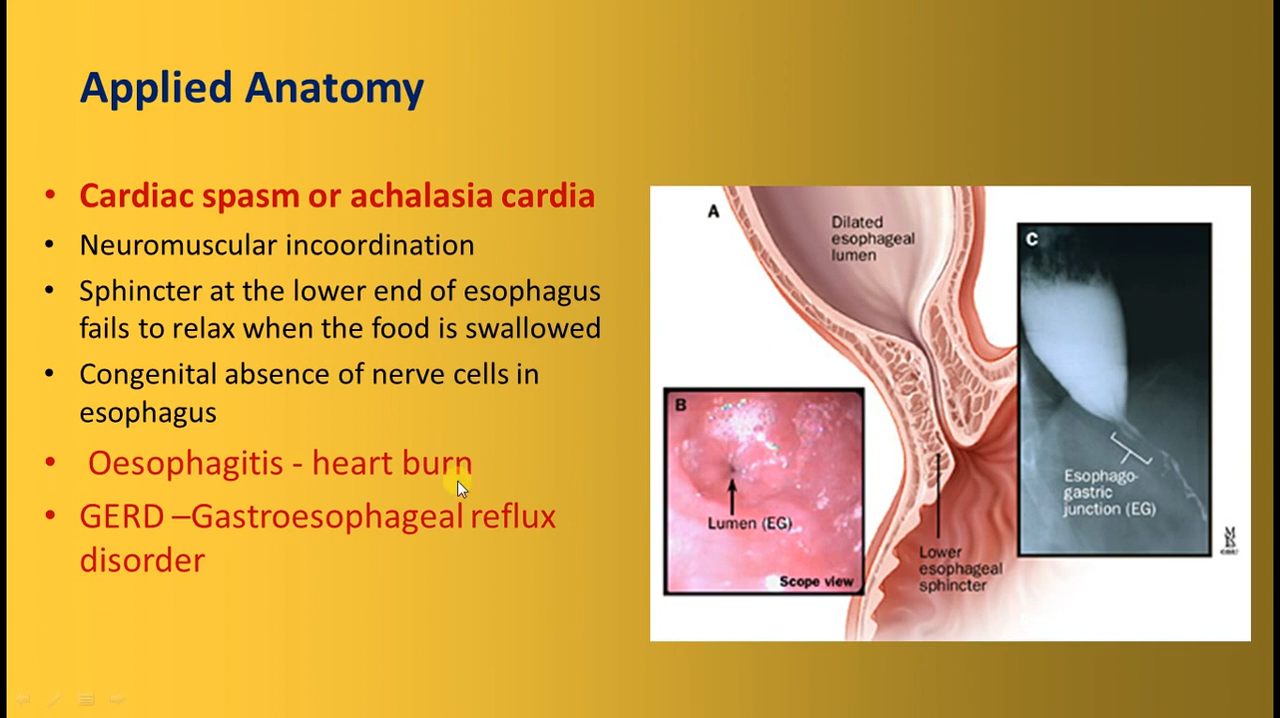 Applied Anatomy
• Cardiac spasm or achalasia cardia
• Neuromuscular incoordination
• Sphincter at the lower end of esophagus
fails to relax when the food is swallowed
• Congenital absence of nerve cells in
esophagus
• Oesophagitis - heart burn
• GERD –Gastroesophageal reflux
disorder
A
Dilated
esophageal
lumen
B
Lumen (EG)
Scope view
Lower
esophageal
sphincter
C
Esophago-
gastric
junction (EG)